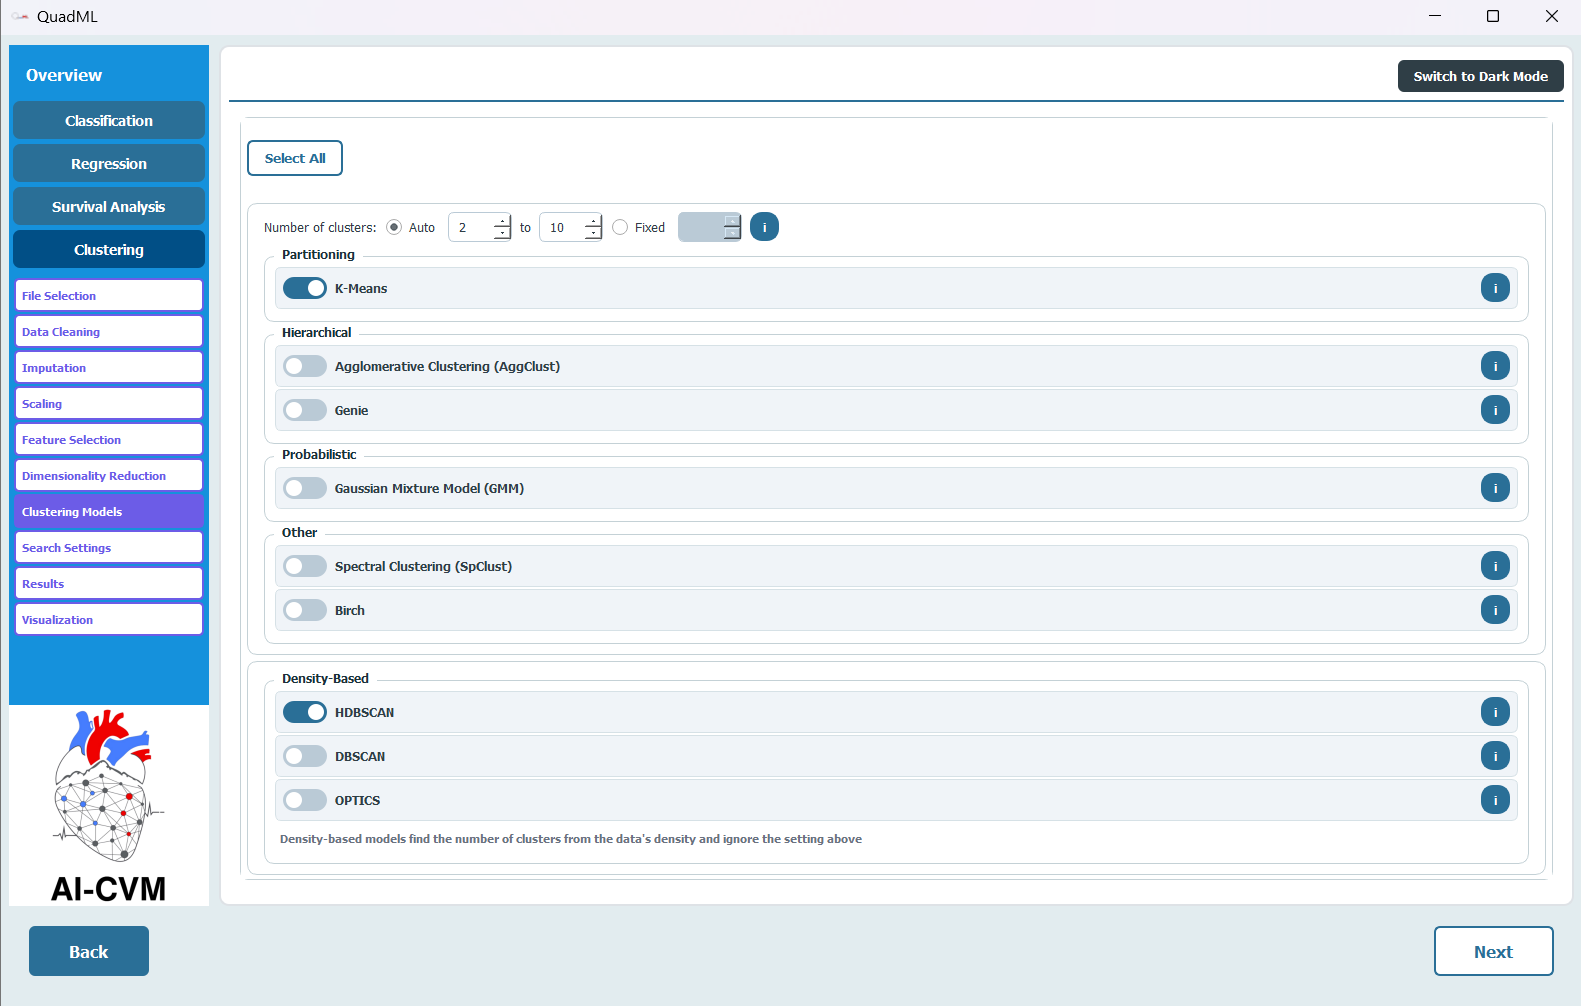 QuadML
Overview
Classification
Regression
Survival Analysis
Clustering
File Selection
Data Cleaning
Imputation
Scaling
Feature Selection
Dimensionality Reduction
Clustering Models
Search Settings
Results
Visualization
AI-CVM
Switch to Dark Mode
Select All
Number of clusters: Auto 2 to 10 Fixed i
Partitioning
K-Means i
Hierarchical
Agglomerative Clustering (AggClust) i
Genie i
Probabilistic
Gaussian Mixture Model (GMM) i
Other
Spectral Clustering (SpClust) i
Birch i
Density-Based
HDBSCAN i
DBSCAN i
OPTICS i
Density-based models find the number of clusters from the data's density and ignore the setting above
Back
Next